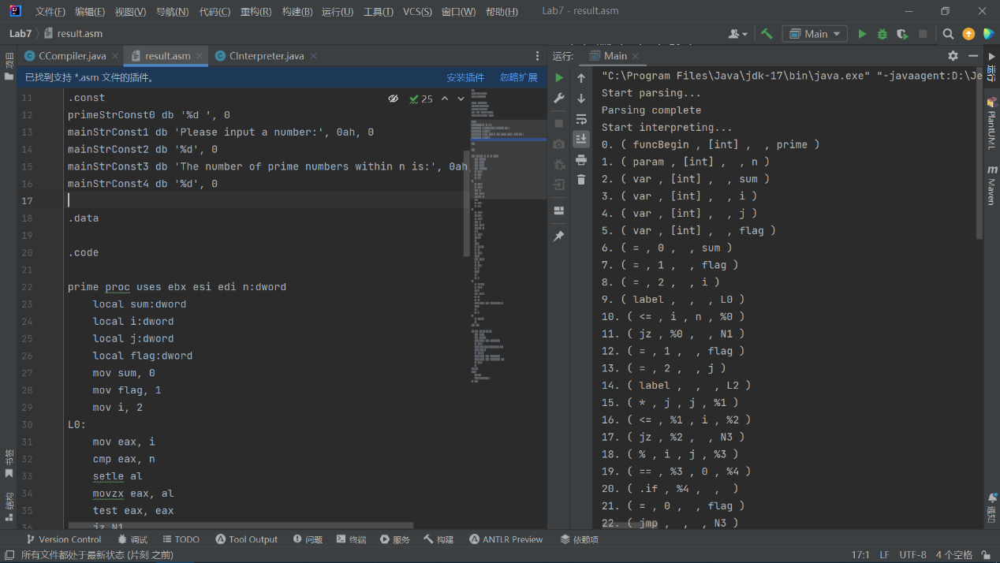 文件(F) 编辑(E) 视图(V) 导航(N) 代码(C) 重构(R) 构建(B) 运行(U) 工具(T) VCS(S) 窗口(W) 帮助(H) Lab7 - result.asm
Lab7 result.asm Main
项目
CCompiler.java result.asm CInterpreter.java
已找到支持 *.asm 文件的插件。 安装插件 忽略扩展
25
11 .const
12 primeStrConst0 db '%d ', 0
13 mainStrConst1 db 'Please input a number:', 0ah, 0
14 mainStrConst2 db '%d', 0
15 mainStrConst3 db 'The number of prime numbers within n is:', 0ah
16 mainStrConst4 db '%d', 0
17
18 .data
19
20 .code
21
22 prime proc uses ebx esi edi n:dword
23 local sum:dword
24 local i:dword
25 local j:dword
26 local flag:dword
27 mov sum, 0
28 mov flag, 1
29 mov i, 2
30 L0:
31 mov eax, i
32 cmp eax, n
33 setle al
34 movzx eax, al
35 test eax, eax
36 jz N1
书签
结构
运行: Main
"C:\Program Files\Java\jdk-17\bin\java.exe" "-javaagent:D:\Je
Start parsing...
Parsing complete
Start interpreting...
0. ( funcBegin , [int] , , prime )
1. ( param , [int] , , n )
2. ( var , [int] , , sum )
3. ( var , [int] , , i )
4. ( var , [int] , , j )
5. ( var , [int] , , flag )
6. ( = , 0 , , sum )
7. ( = , 1 , , flag )
8. ( = , 2 , , i )
9. ( label , , , L0 )
10. ( <= , i , n , %0 )
11. ( jz , %0 , , N1 )
12. ( = , 1 , , flag )
13. ( = , 2 , , j )
14. ( label , , , L2 )
15. ( * , j , j , %1 )
16. ( <= , %1 , i , %2 )
17. ( jz , %2 , , N3 )
18. ( % , i , j , %3 )
19. ( == , %3 , 0 , %4 )
20. ( .if , %4 , , )
21. ( = , 0 , , flag )
22. ( jmp , , , N3 )
运行
PlantUML
m Maven
通知
Version Control 调试 TODO Tool Output 问题 终端 服务 构建 ANTLR Preview 依赖项
所有文件都处于最新状态 (片刻 之前) 17:1 LF UTF-8 4 个空格